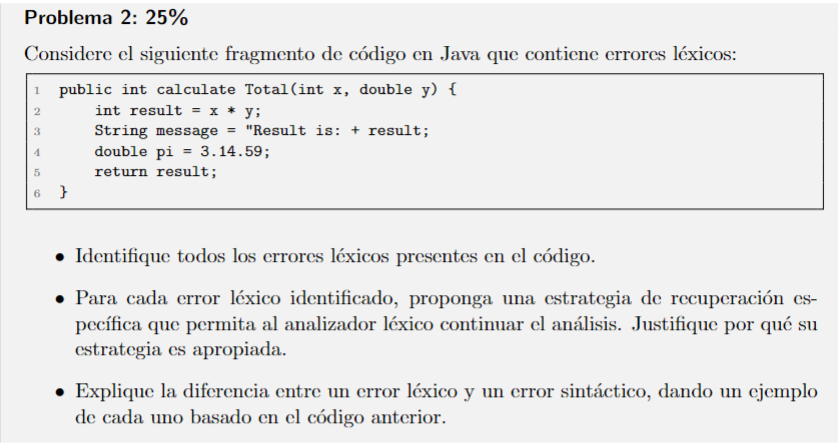 Problema 2: 25%
Considere el siguiente fragmento de código en Java que contiene errores léxicos:
1 public int calculate Total(int x, double y) {
2     int result = x * y;
3     String message = "Result is: + result;
4     double pi = 3.14.59;
5     return result;
6 }
• Identifique todos los errores léxicos presentes en el código.
• Para cada error léxico identificado, proponga una estrategia de recuperación es-
pecífica que permita al analizador léxico continuar el análisis. Justifique por qué su
estrategia es apropiada.
• Explique la diferencia entre un error léxico y un error sintáctico, dando un ejemplo
de cada uno basado en el código anterior.